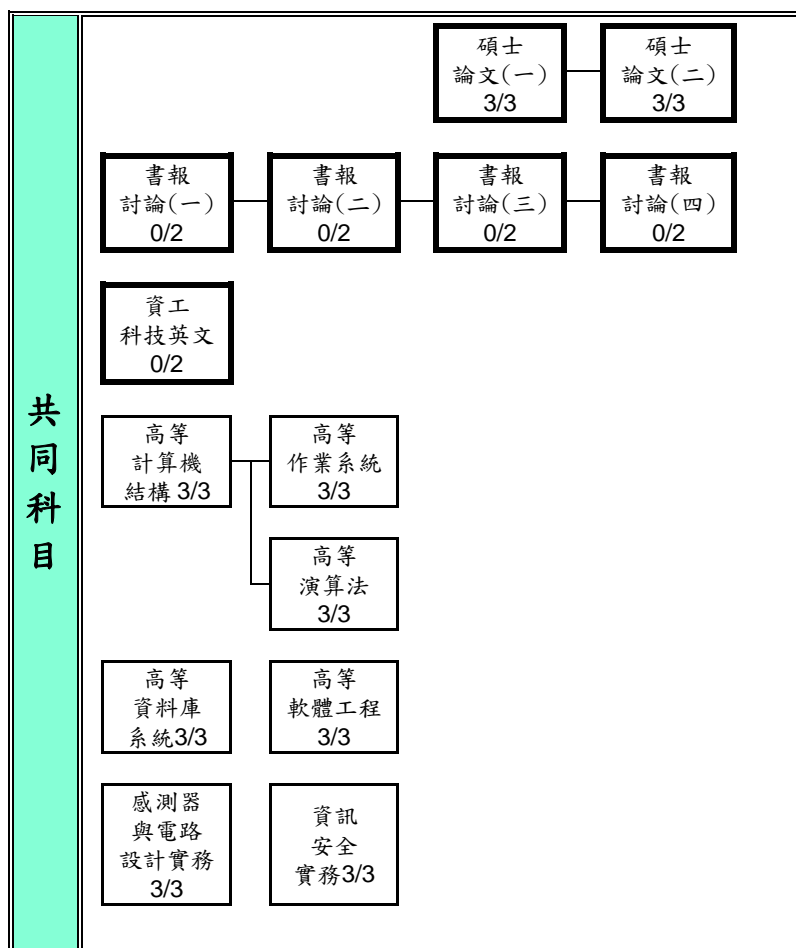 共同科目
碩士
論文(一)
3/3
碩士
論文(二)
3/3
書報
討論(一)
0/2
書報
討論(二)
0/2
書報
討論(三)
0/2
書報
討論(四)
0/2
資工
科技英文
0/2
高等
計算機
結構 3/3
高等
作業系統
3/3
高等
演算法
3/3
高等
資料庫
系統3/3
高等
軟體工程
3/3
感測器
與電路
設計實務
3/3
資訊
安全
實務3/3